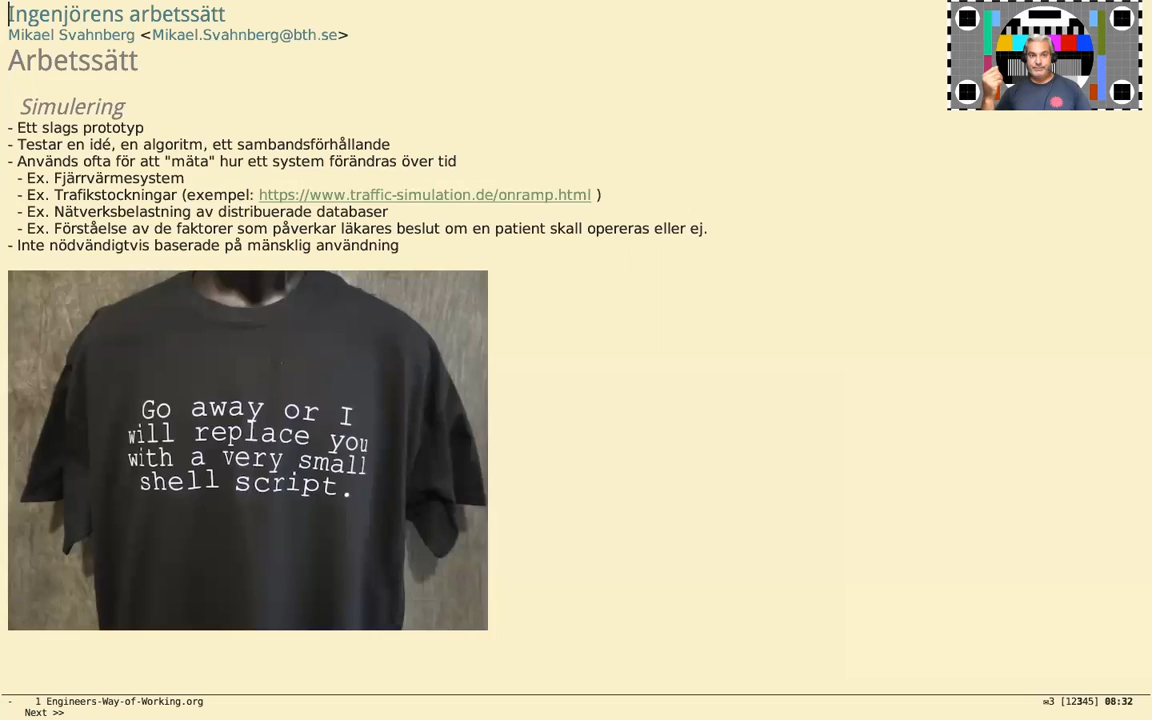 Ingenjörens arbetssätt
Mikael Svahnberg <Mikael.Svahnberg@bth.se>
Arbetssätt
Simulering
- Ett slags prototyp
- Testar en idé, en algoritm, ett sambandsförhållande
- Används ofta för att "mäta" hur ett system förändras över tid
- Ex. Fjärrvärmesystem
- Ex. Trafikstockningar (exempel: https://www.traffic-simulation.de/onramp.html )
- Ex. Nätverksbelastning av distribuerade databaser
- Ex. Förståelse av de faktorer som påverkar läkares beslut om en patient skall opereras eller ej.
- Inte nödvändigtvis baserade på mänsklig användning
Go away or I
will replace you
with a very small
shell script.
- 1 Engineers-Way-of-Working.org
✉3 [12345] 08:32
Next >>